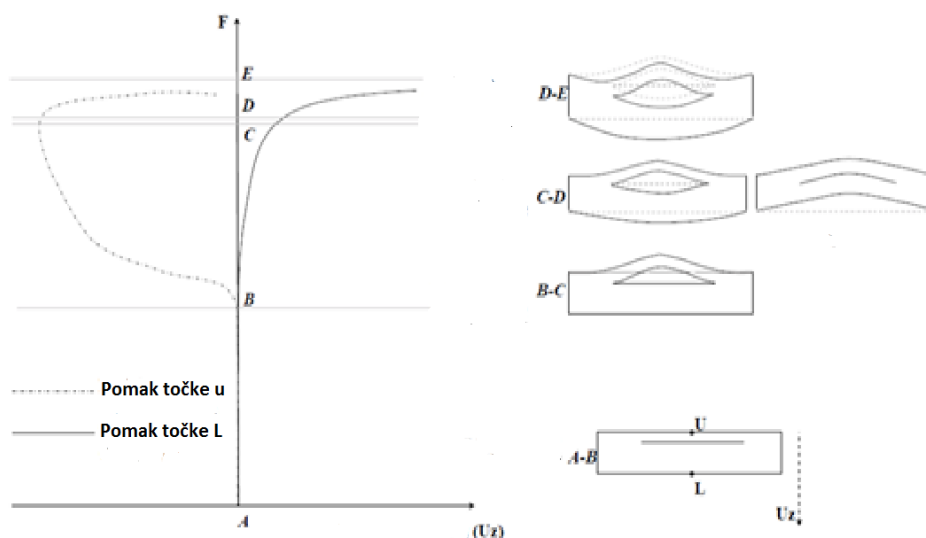 F
E
D
C
B
A
(Uz)
Pomak točke u
Pomak točke L
D-E
C-D
B-C
A-B
U
L
Uz